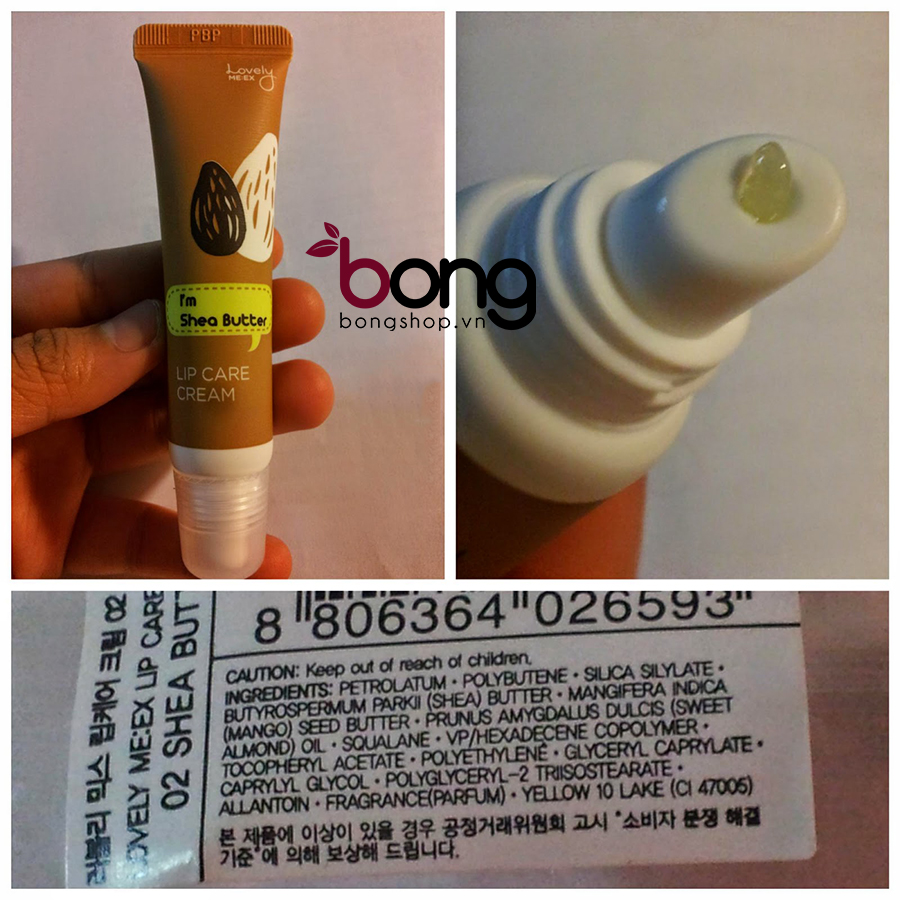 PBP
Lovely
ME:EX
I'm
Shea Butter
LIP CARE
CREAM
bong
bongshop.vn
러블리 믹스 립케어 크림 02
LOVELY ME:EX LIP CARE
02 SHEA BUT
8 806364 026593
CAUTION: Keep out of reach of children,
INGREDIENTS: PETROLATUM · POLYBUTENE · SILICA SILYLATE ·
BUTYROSPERMUM PARKII (SHEA) BUTTER · MANGIFERA INDICA
(MANGO) SEED BUTTER · PRUNUS AMYGDALUS DULCIS (SWEET
ALMOND) OIL · SQUALANE · VP/HEXADECENE COPOLYMER ·
TOCOPHERYL ACETATE · POLYETHYLENE · GLYCERYL CAPRYLATE ·
CAPRYLYL GLYCOL · POLYGLYCERYL-2 TRIISOSTEARATE ·
ALLANTOIN · FRAGRANCE(PARFUM) · YELLOW 10 LAKE (CI 47005)
본 제품에 이상이 있을 경우 공정거래위원회 고시 "소비자 분쟁 해결
기준"에 의해 보상해 드립니다.